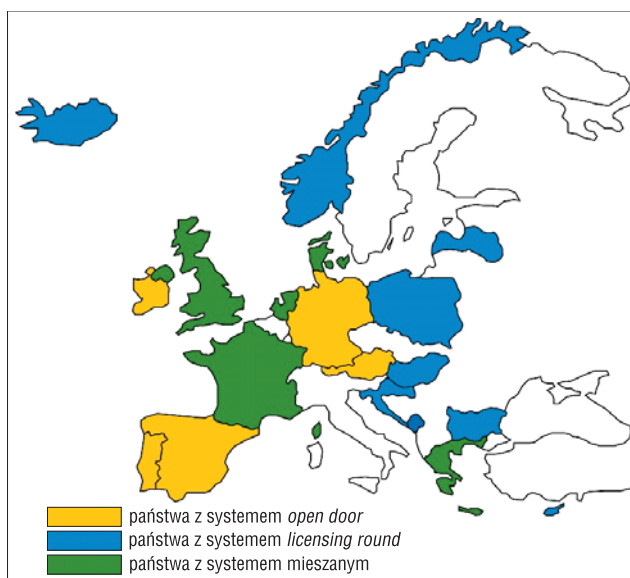 państwa z systemem open door
państwa z systemem licensing round
państwa z systemem mieszanym